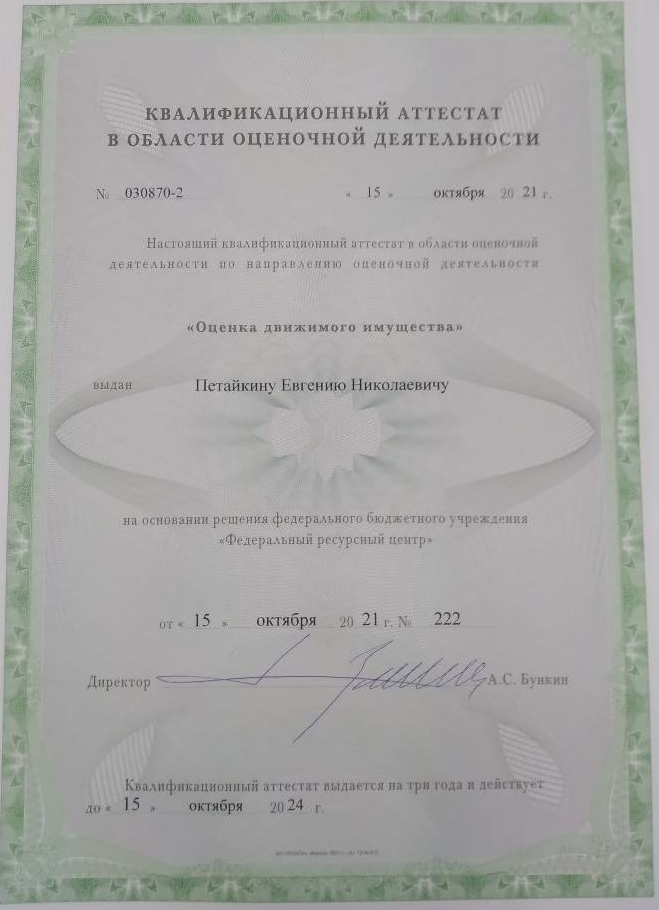 КВАЛИФИКАЦИОННЫЙ АТТЕСТАТ
В ОБЛАСТИ ОЦЕНОЧНОЙ ДЕЯТЕЛЬНОСТИ
№ 030870-2 « 15 » октября 20 21 г.
Настоящий квалификационный аттестат в области оценочной
деятельности по направлению оценочной деятельности
«Оценка движимого имущества»
выдан Петайкину Евгению Николаевичу
на основании решения федерального бюджетного учреждения
«Федеральный ресурсный центр»
от « 15 » октября 20 21 г. № 222
Директор А.С. Бункин
Квалификационный аттестат выдается на три года и действует
до « 15 » октября 20 24 г.